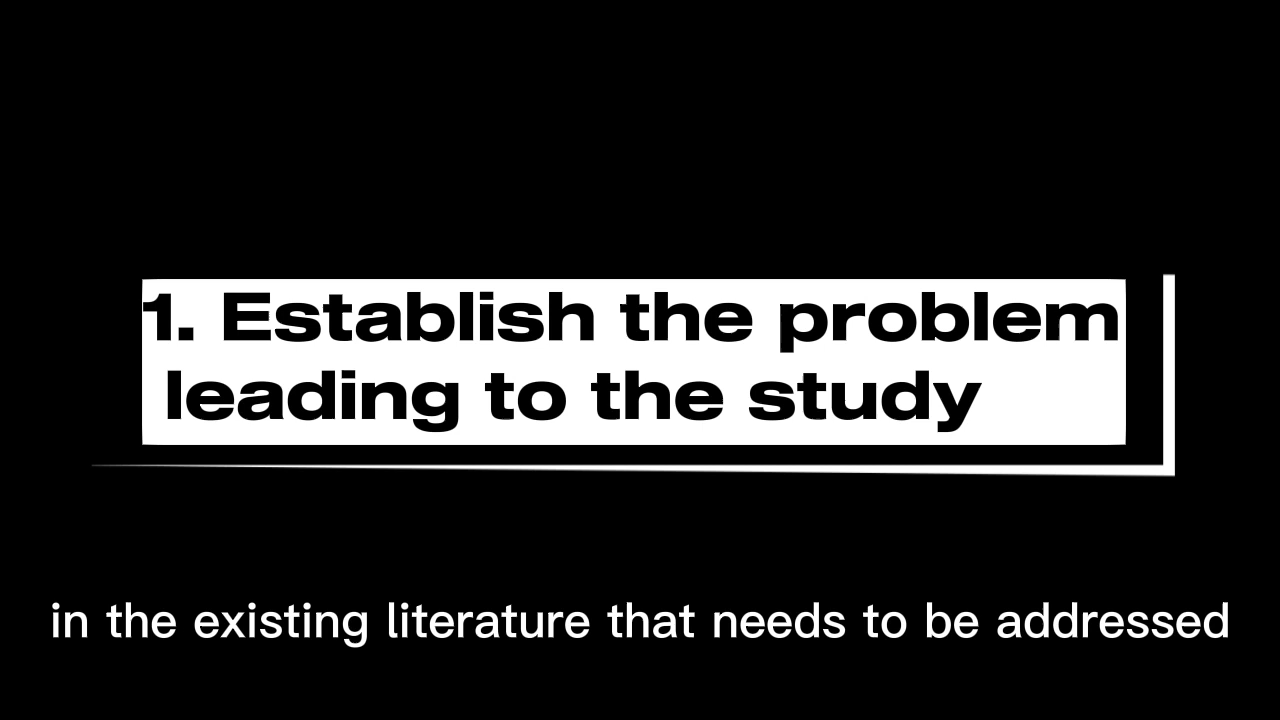 1. Establish the problem
leading to the study
in the existing literature that needs to be addressed